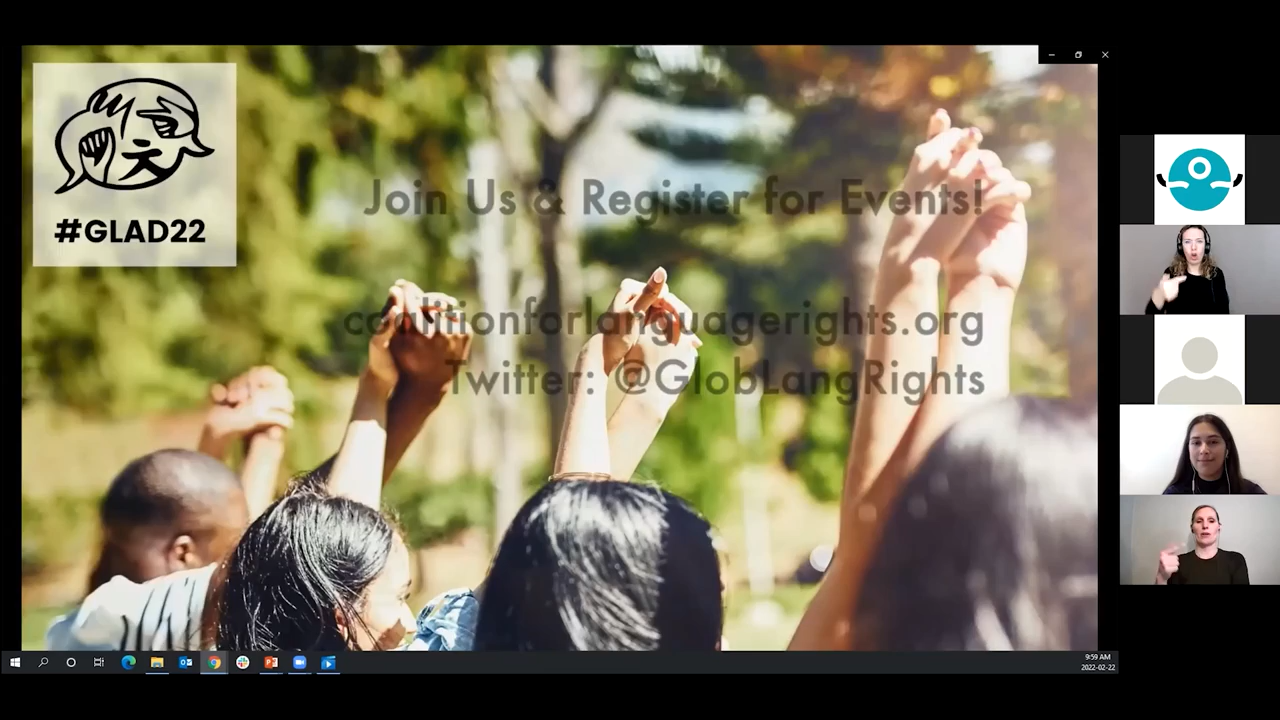 #GLAD22
Join Us & Register for Events!
coalitionforlanguagerights.org
Twitter: @GlobLangRights
9:59 AM
2022-02-22